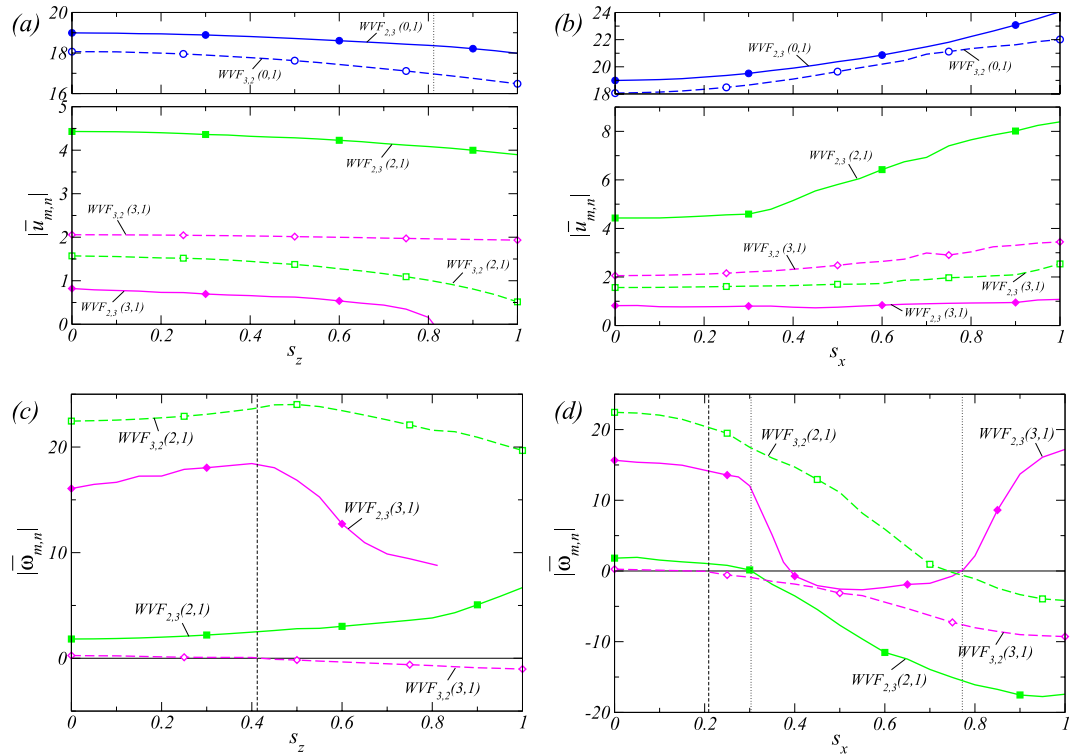 (a)
20
18
16
WVF2,3(0,1)
WVF3,2(0,1)
5
4
3
2
1
0
WVF2,3(2,1)
WVF3,2(3,1)
WVF3,2(2,1)
WVF2,3(3,1)
|ūm,n|
0 0.2 0.4 0.6 0.8 1
sz
(b)
24
22
20
18
WVF2,3(0,1)
WVF3,2(0,1)
8
6
4
2
0
WVF2,3(2,1)
WVF3,2(3,1)
WVF2,3(3,1)
WVF2,3(3,1)
|ūm,n|
0 0.2 0.4 0.6 0.8 1
sx
(c)
20
10
0
WVF3,2(2,1)
WVF2,3(3,1)
WVF2,3(2,1)
WVF3,2(3,1)
|ω̄m,n|
0 0.2 0.4 0.6 0.8 1
sz
(d)
20
10
0
-10
-20
WVF3,2(2,1)
WVF2,3(3,1)
WVF3,2(3,1)
WVF2,3(2,1)
|ω̄m,n|
0 0.2 0.4 0.6 0.8 1
sx